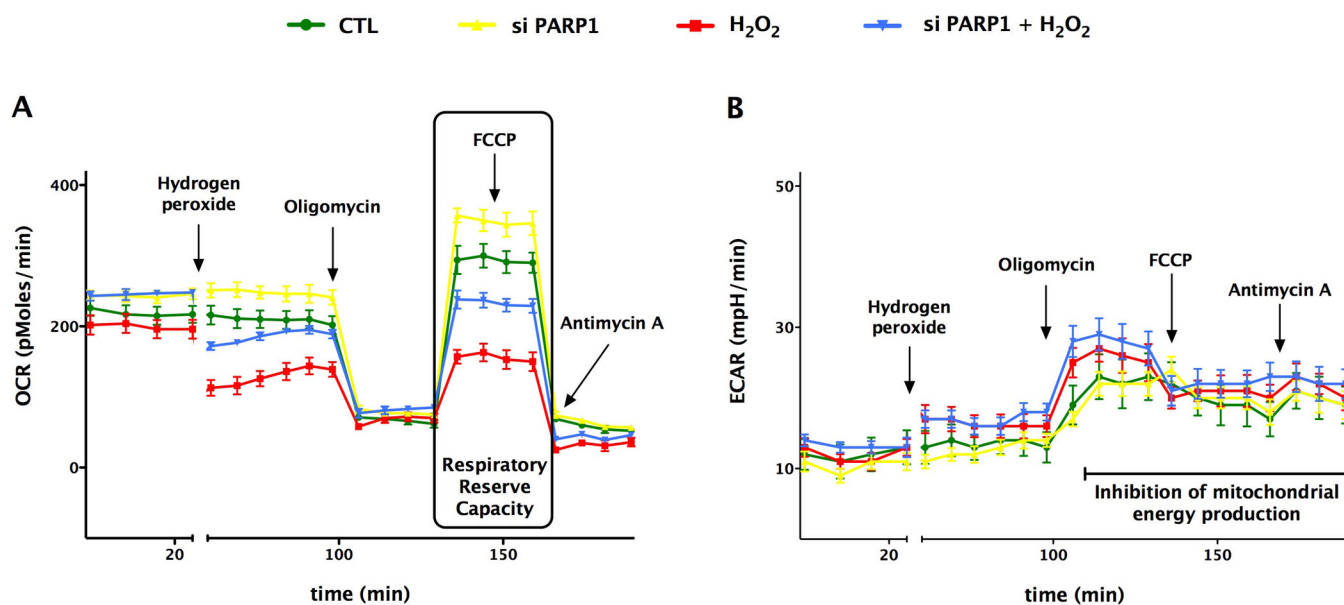 CTL si PARP1 H₂O₂ si PARP1 + H₂O₂
A
FCCP
Hydrogen
peroxide
Oligomycin
Antimycin A
Respiratory
Reserve
Capacity
OCR (pMoles/min)
400
200
0
20 100 150
time (min)
B
Hydrogen
peroxide
Oligomycin
FCCP
Antimycin A
Inhibition of mitochondrial
energy production
ECAR (mpH/min)
50
30
10
20 100 150
time (min)